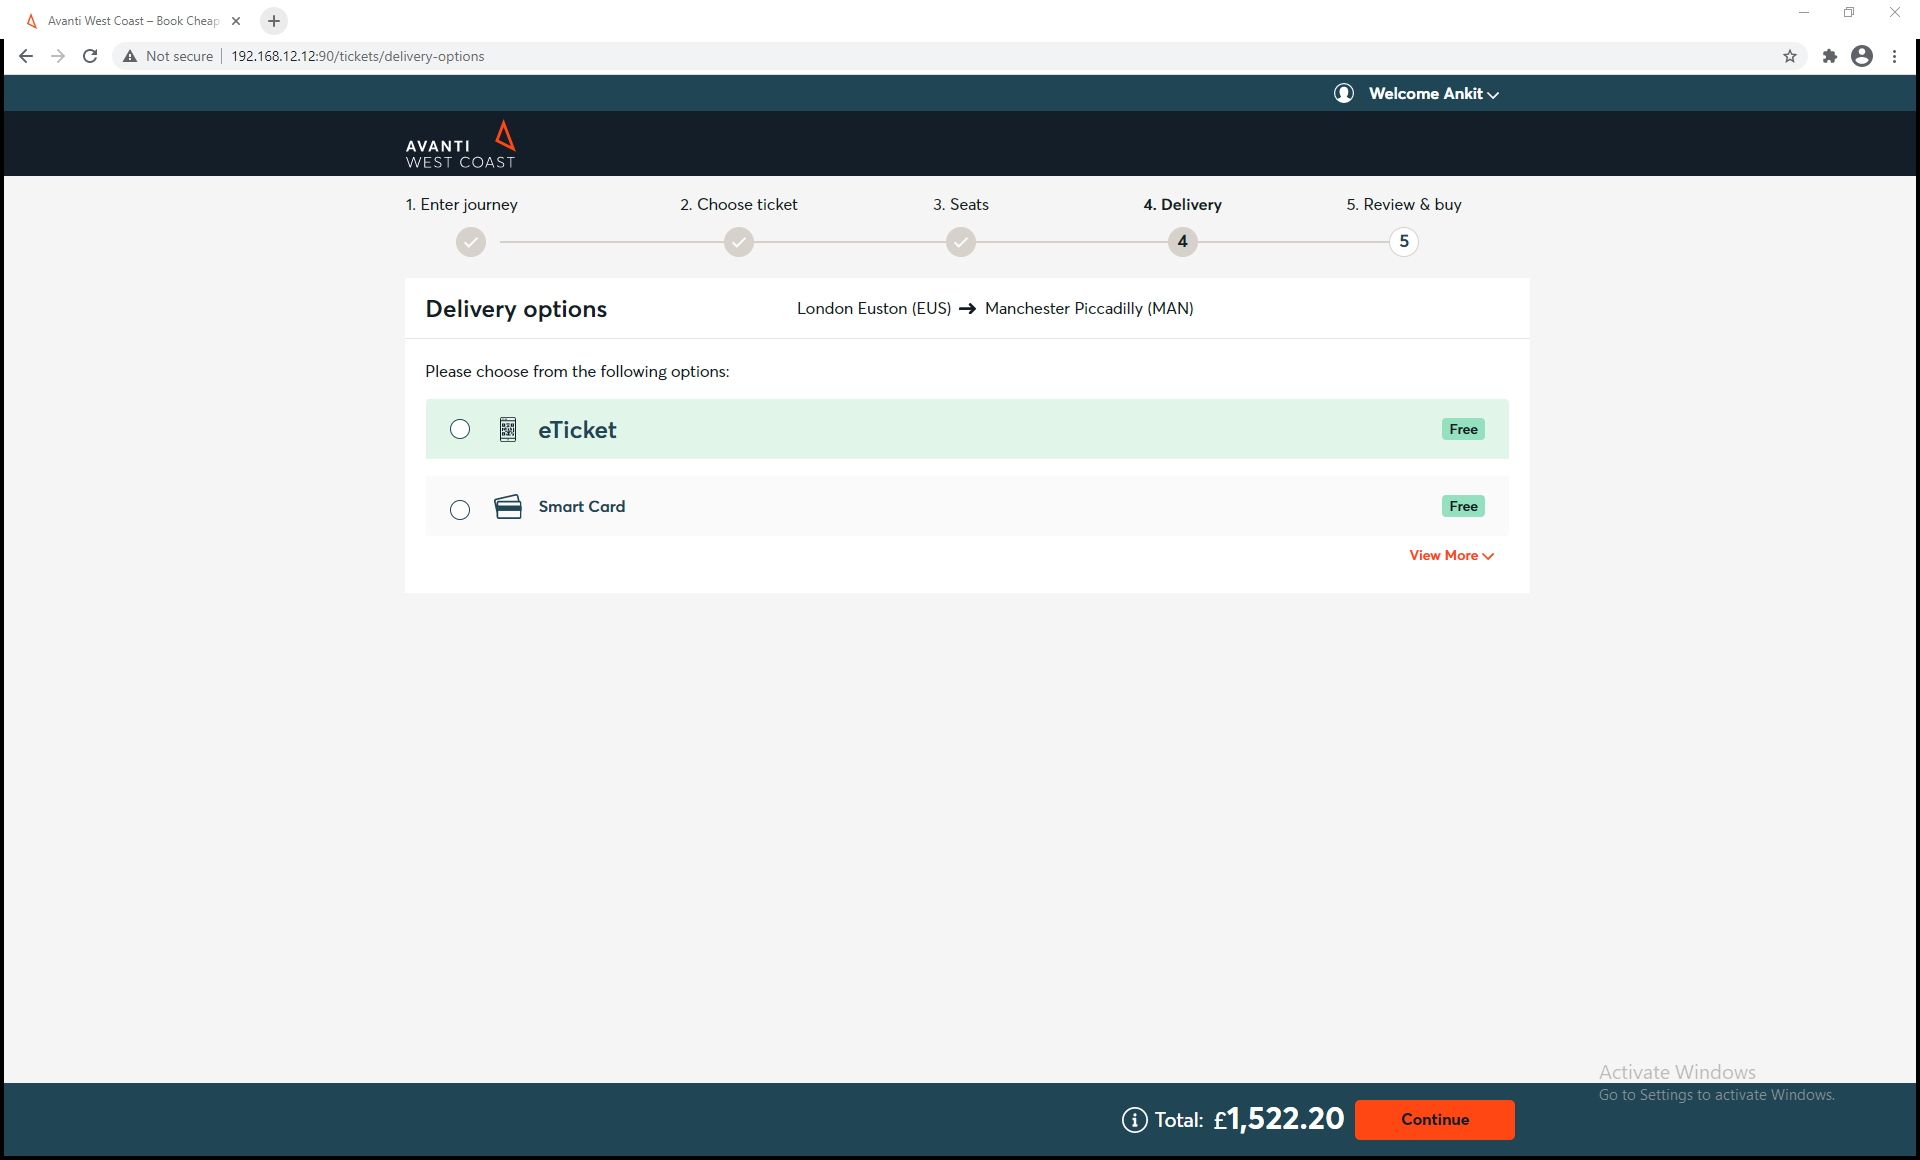 Avanti West Coast – Book Cheap
Not secure
192.168.12.12:90/tickets/delivery-options
Welcome Ankit
AVANTI
WEST COAST
1. Enter journey
2. Choose ticket
3. Seats
4. Delivery
5. Review & buy
4
5
Delivery options
London Euston (EUS) → Manchester Piccadilly (MAN)
Please choose from the following options:
eTicket
Free
Smart Card
Free
View More
Activate Windows
Go to Settings to activate Windows.
Total: £1,522.20
Continue